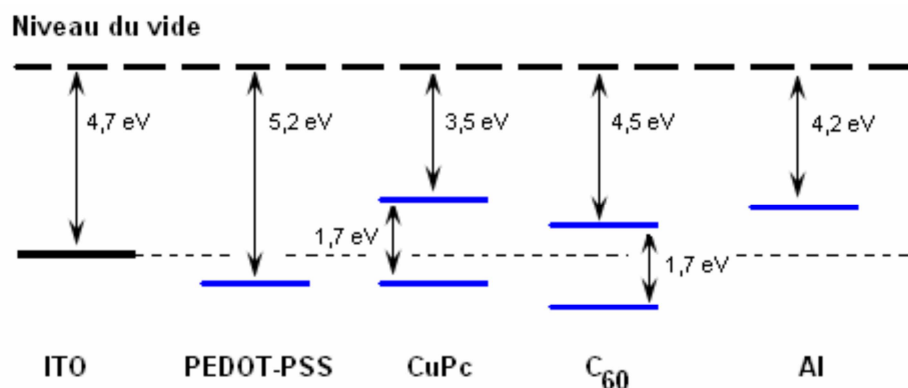 Niveau du vide
4,7 eV 5,2 eV 3,5 eV 4,5 eV 4,2 eV
1,7 eV 1,7 eV
ITO PEDOT-PSS CuPc C60 Al